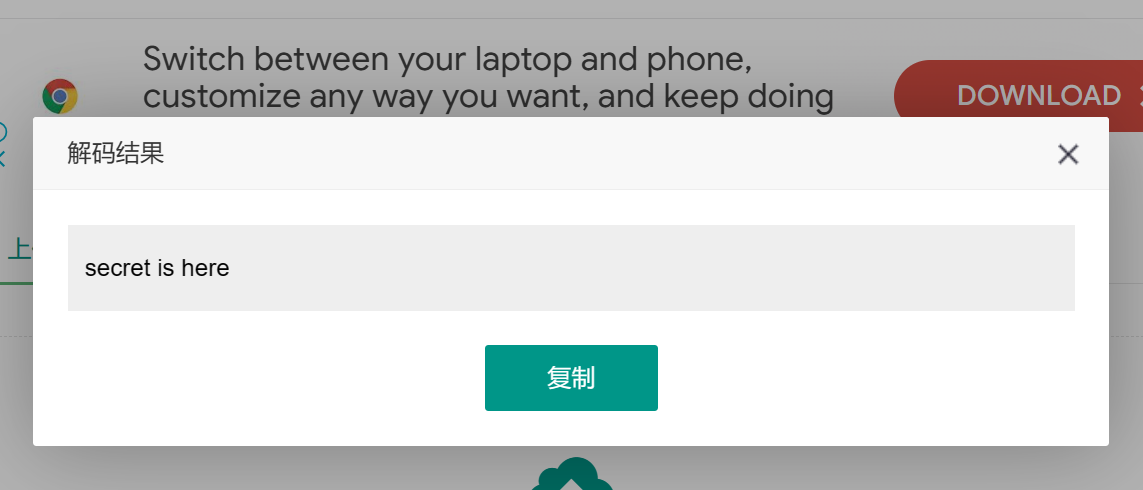 Switch between your laptop and phone,
customize any way you want, and keep doing
DOWNLOAD
解码结果
上
secret is here
复制